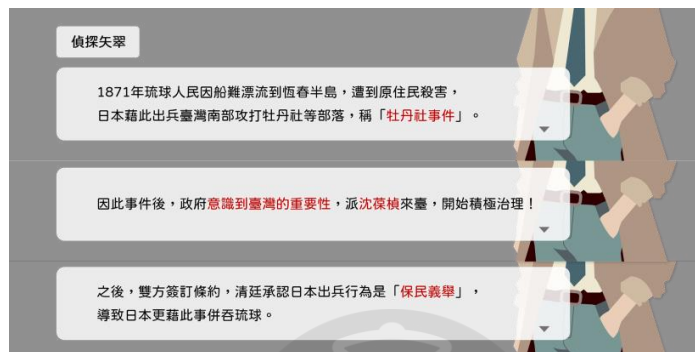 偵探矢翠
1871年琉球人民因船難漂流到恆春半島，遭到原住民殺害，
日本藉此出兵臺灣南部攻打牡丹社等部落，稱「牡丹社事件」。
因此事件後，政府意識到臺灣的重要性，派沈葆楨來臺，開始積極治理！
之後，雙方簽訂條約，清廷承認日本出兵行為是「保民義舉」，
導致日本更藉此事併吞琉球。